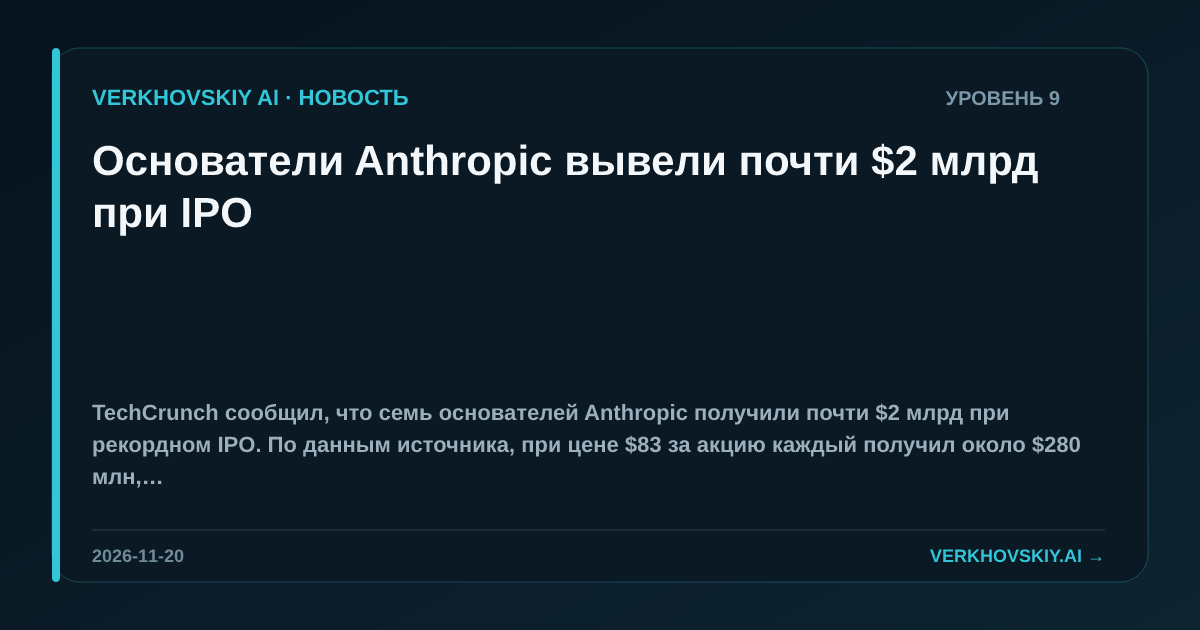 VERKHOVSKIY AI · НОВОСТЬ
УРОВЕНЬ 9
Основатели Anthropic вывели почти $2 млрд
при IPO
TechCrunch сообщил, что семь основателей Anthropic получили почти $2 млрд при
рекордном IPO. По данным источника, при цене $83 за акцию каждый получил около $280
млн,…
2026-11-20
VERKHOVSKIY.AI →